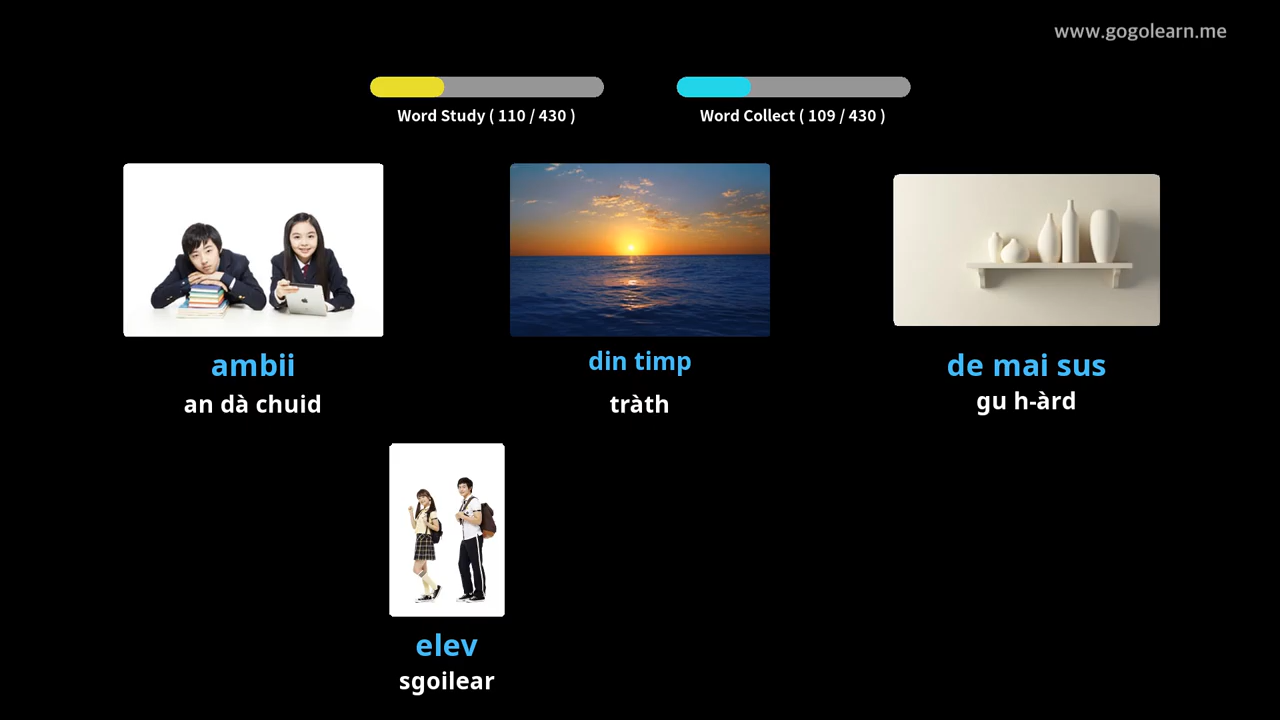 www.gogolearn.me
Word Study ( 110 / 430 )
Word Collect ( 109 / 430 )
ambii
an dà chuid
din timp
tràth
de mai sus
gu h-àrd
elev
sgoilear